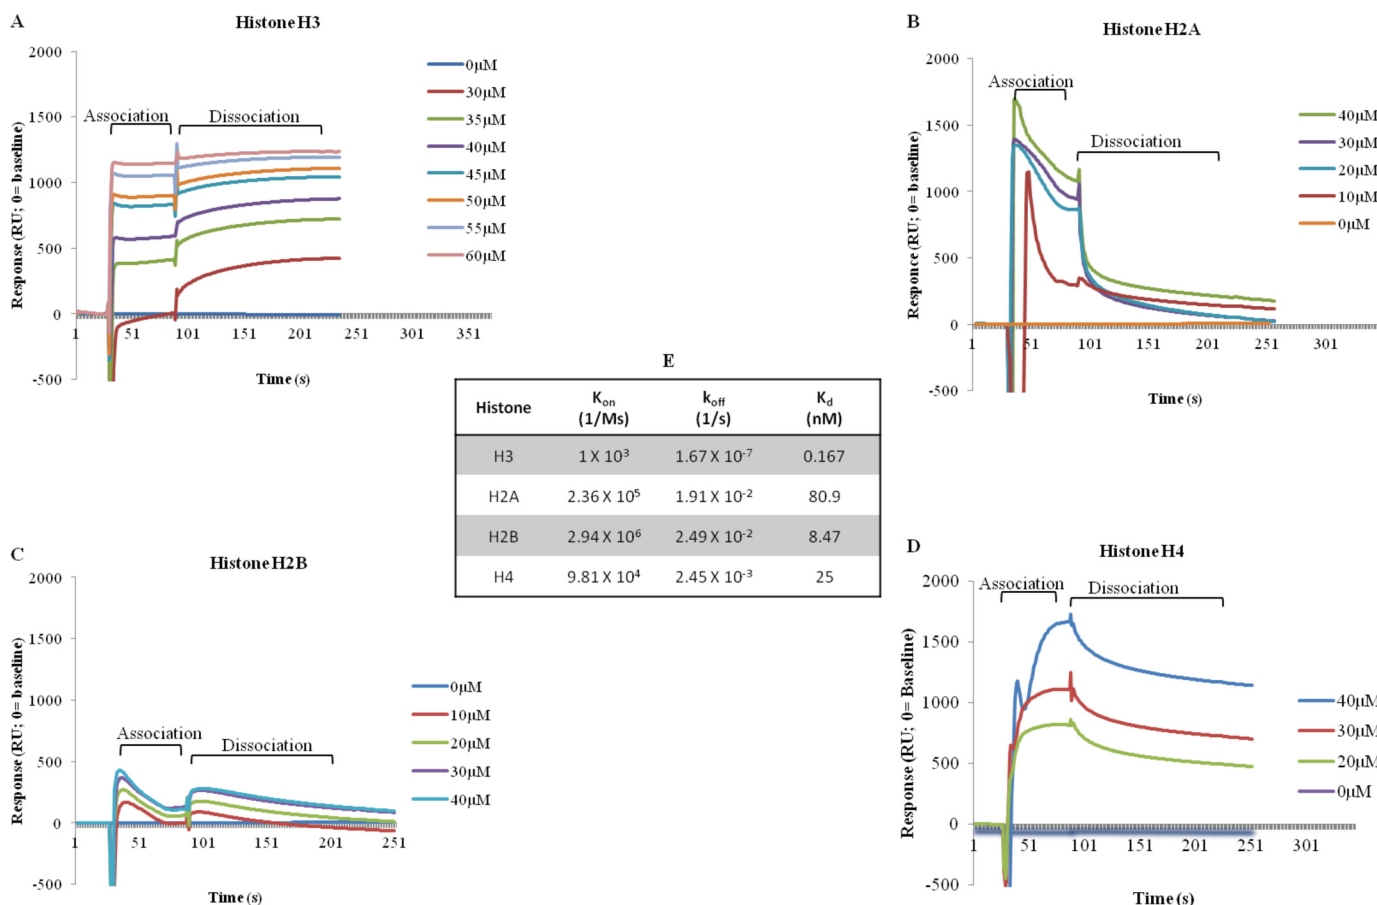 A
Histone H3
2000
1500
1000
500
0
-500
Response (RU; 0= baseline)
Association
Dissociation
1 51 101 151 201 251 301 351
Time (s)
0µM
30µM
35µM
40µM
45µM
50µM
55µM
60µM
B
Histone H2A
2000
1500
1000
500
0
-500
Responce (RU; 0= baseline)
Association
Dissociation
1 51 101 151 201 251 301
Time (s)
40µM
30µM
20µM
10µM
0µM
E
Histone K_on (1/Ms) k_off (1/s) K_d (nM)
H3 1 X 10³ 1.67 X 10⁻⁷ 0.167
H2A 2.36 X 10⁵ 1.91 X 10⁻² 80.9
H2B 2.94 X 10⁶ 2.49 X 10⁻² 8.47
H4 9.81 X 10⁴ 2.45 X 10⁻³ 25
C
Histone H2B
2000
1500
1000
500
0
-500
Response (RU; 0= baseline)
Association
Dissociation
1 51 101 151 201 251
Time (s)
0µM
10µM
20µM
30µM
40µM
D
Histone H4
2000
1500
1000
500
0
-500
Response (RU; 0= Baseline)
Association
Dissociation
1 51 101 151 201 251 301
Time (s)
40µM
30µM
20µM
0µM